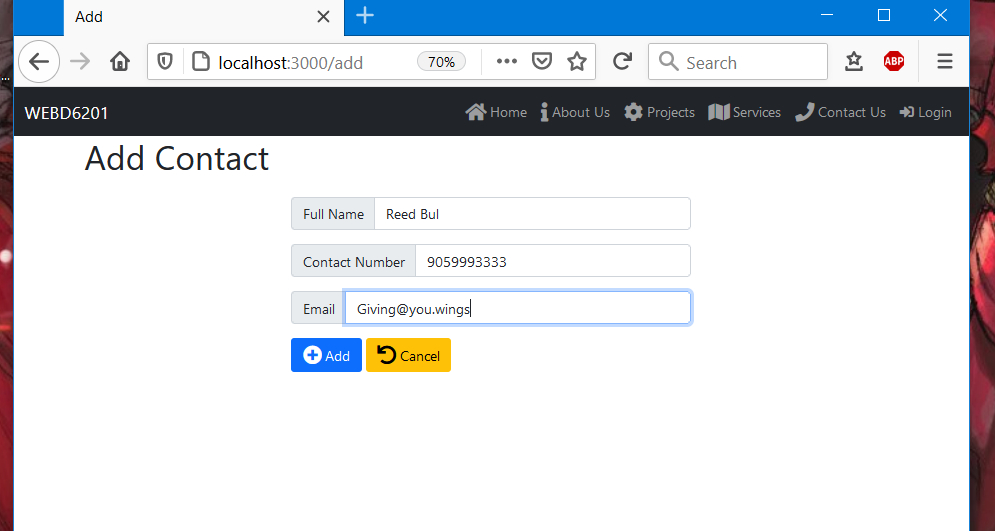 Add
localhost:3000/add 70% Search ABP
WEBD6201 Home About Us Projects Services Contact Us Login
Add Contact
Full Name Reed Bul
Contact Number 9059993333
Email Giving@you.wings
Add Cancel